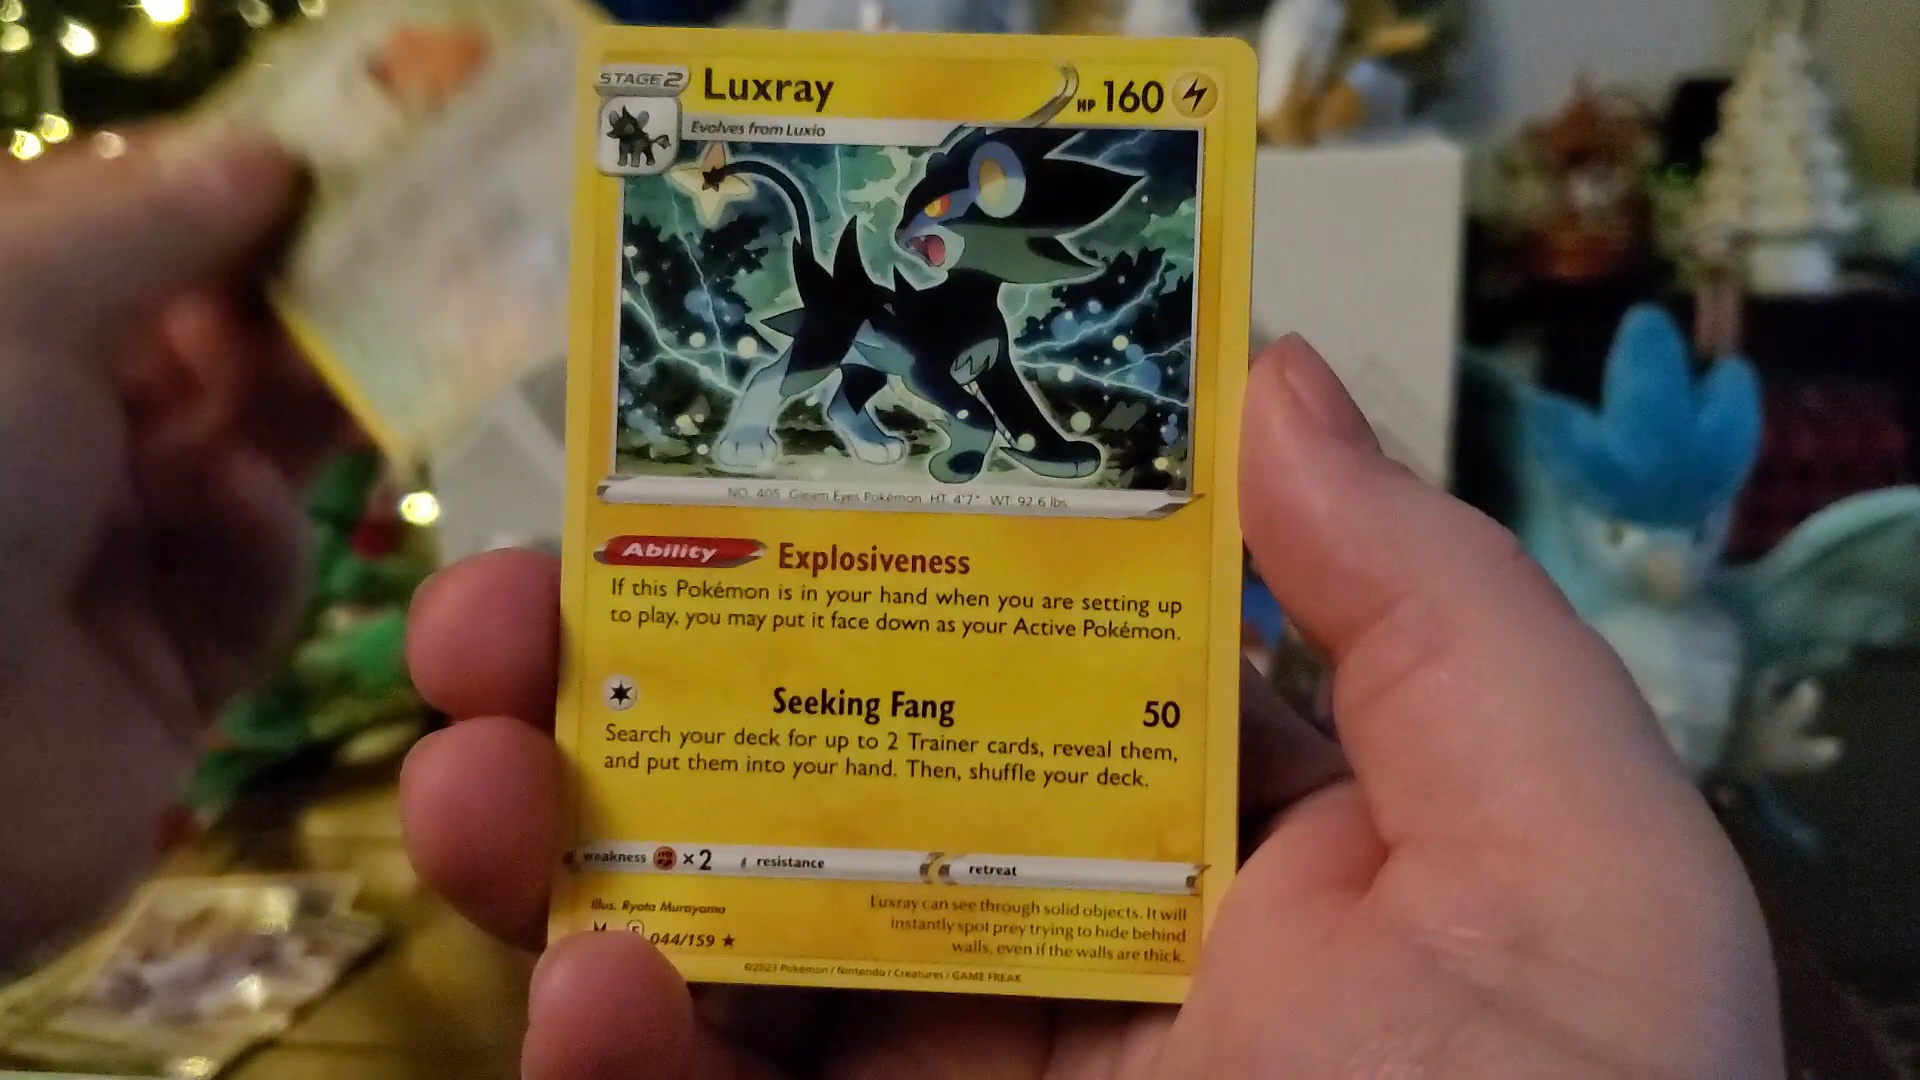 STAGE 2
Luxray
HP 160
Evolves from Luxio
NO. 405 Gleam Eyes Pokémon HT: 4'7" WT: 92.6 lbs.
Ability Explosiveness
If this Pokémon is in your hand when you are setting up
to play, you may put it face down as your Active Pokémon.
Seeking Fang 50
Search your deck for up to 2 Trainer cards, reveal them,
and put them into your hand. Then, shuffle your deck.
weakness ×2 resistance retreat
Illus. Ryota Murayama
044/159 ★
Luxray can see through solid objects. It will
instantly spot prey trying to hide behind
walls, even if the walls are thick.
©2023 Pokémon / Nintendo / Creatures / GAME FREAK